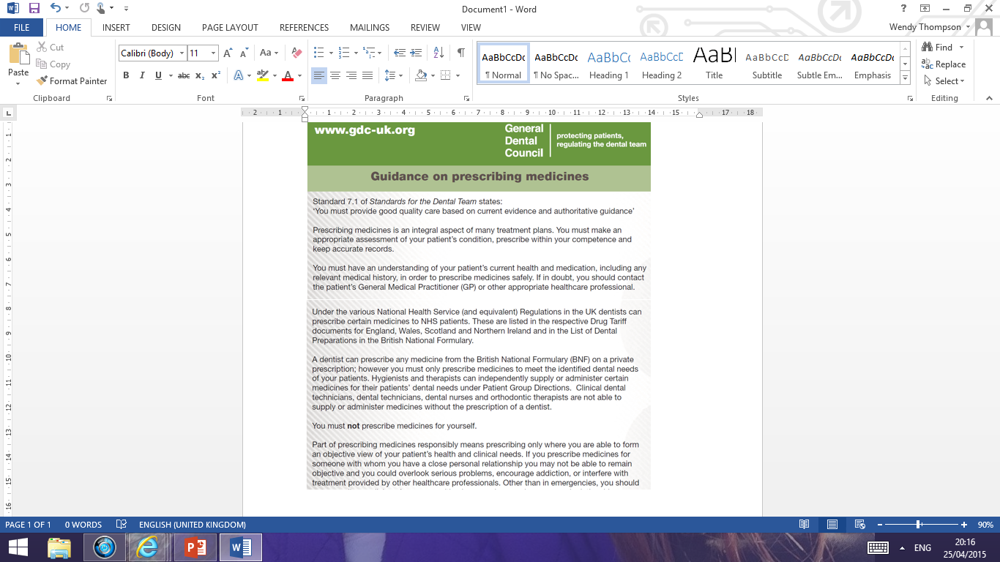 Document1 - Word
FILE HOME INSERT DESIGN PAGE LAYOUT REFERENCES MAILINGS REVIEW VIEW
Wendy Thompson
Paste
Cut
Copy
Format Painter
Clipboard
Calibri (Body) 11
Font
Paragraph
AaBbCcDc AaBbCcDc AaBbCc AaBbCcD AaBl AaBbCcD AaBbCcDc AaBbCcDc
¶ Normal ¶ No Spac... Heading 1 Heading 2 Title Subtitle Subtle Em... Emphasis
Styles
Find
Replace
Select
Editing
2 1 1 2 3 4 5 6 7 8 9 10 11 12 13 14 15 17 18
1
2
3
4
5
6
7
8
9
10
11
12
13
14
15
16
www.gdc-uk.org
General
Dental
Council
protecting patients,
regulating the dental team
Guidance on prescribing medicines
Standard 7.1 of Standards for the Dental Team states:
‘You must provide good quality care based on current evidence and authoritative guidance’
Prescribing medicines is an integral aspect of many treatment plans. You must make an
appropriate assessment of your patient’s condition, prescribe within your competence and
keep accurate records.
You must have an understanding of your patient’s current health and medication, including any
relevant medical history, in order to prescribe medicines safely. If in doubt, you should contact
the patient’s General Medical Practitioner (GP) or other appropriate healthcare professional.
Under the various National Health Service (and equivalent) Regulations in the UK dentists can
prescribe certain medicines to NHS patients. These are listed in the respective Drug Tariff
documents for England, Wales, Scotland and Northern Ireland and in the List of Dental
Preparations in the British National Formulary.
A dentist can prescribe any medicine from the British National Formulary (BNF) on a private
prescription; however you must only prescribe medicines to meet the identified dental needs
of your patients. Hygienists and therapists can independently supply or administer certain
medicines for their patients’ dental needs under Patient Group Directions. Clinical dental
technicians, dental technicians, dental nurses and orthodontic therapists are not able to
supply or administer medicines without the prescription of a dentist.
You must not prescribe medicines for yourself.
Part of prescribing medicines responsibly means prescribing only where you are able to form
an objective view of your patient’s health and clinical needs. If you prescribe medicines for
someone with whom you have a close personal relationship you may not be able to remain
objective and you could overlook serious problems, encourage addiction, or interfere with
treatment provided by other healthcare professionals. Other than in emergencies, you should
PAGE 1 OF 1 0 WORDS ENGLISH (UNITED KINGDOM) 90%
ENG
20:16
25/04/2015